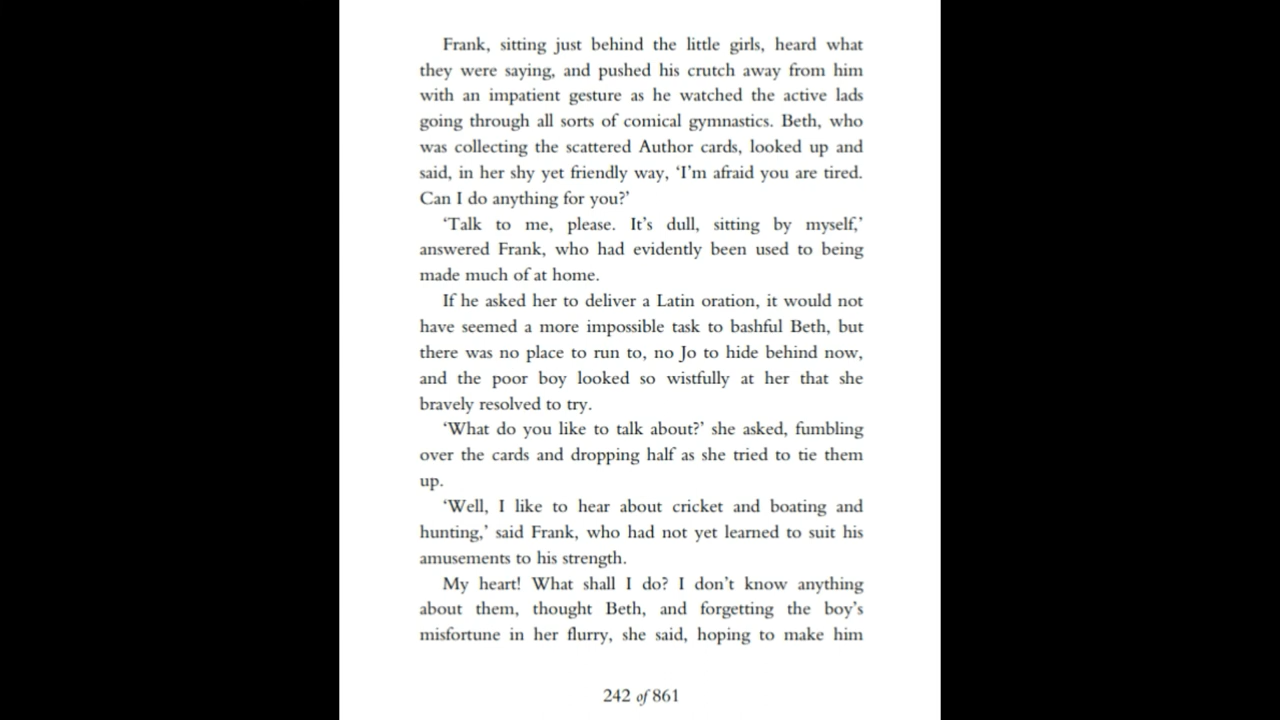 Frank, sitting just behind the little girls, heard what
they were saying, and pushed his crutch away from him
with an impatient gesture as he watched the active lads
going through all sorts of comical gymnastics. Beth, who
was collecting the scattered Author cards, looked up and
said, in her shy yet friendly way, ‘I’m afraid you are tired.
Can I do anything for you?’
‘Talk to me, please. It’s dull, sitting by myself,’
answered Frank, who had evidently been used to being
made much of at home.
If he asked her to deliver a Latin oration, it would not
have seemed a more impossible task to bashful Beth, but
there was no place to run to, no Jo to hide behind now,
and the poor boy looked so wistfully at her that she
bravely resolved to try.
‘What do you like to talk about?’ she asked, fumbling
over the cards and dropping half as she tried to tie them
up.
‘Well, I like to hear about cricket and boating and
hunting,’ said Frank, who had not yet learned to suit his
amusements to his strength.
My heart! What shall I do? I don’t know anything
about them, thought Beth, and forgetting the boy’s
misfortune in her flurry, she said, hoping to make him
242 of 861